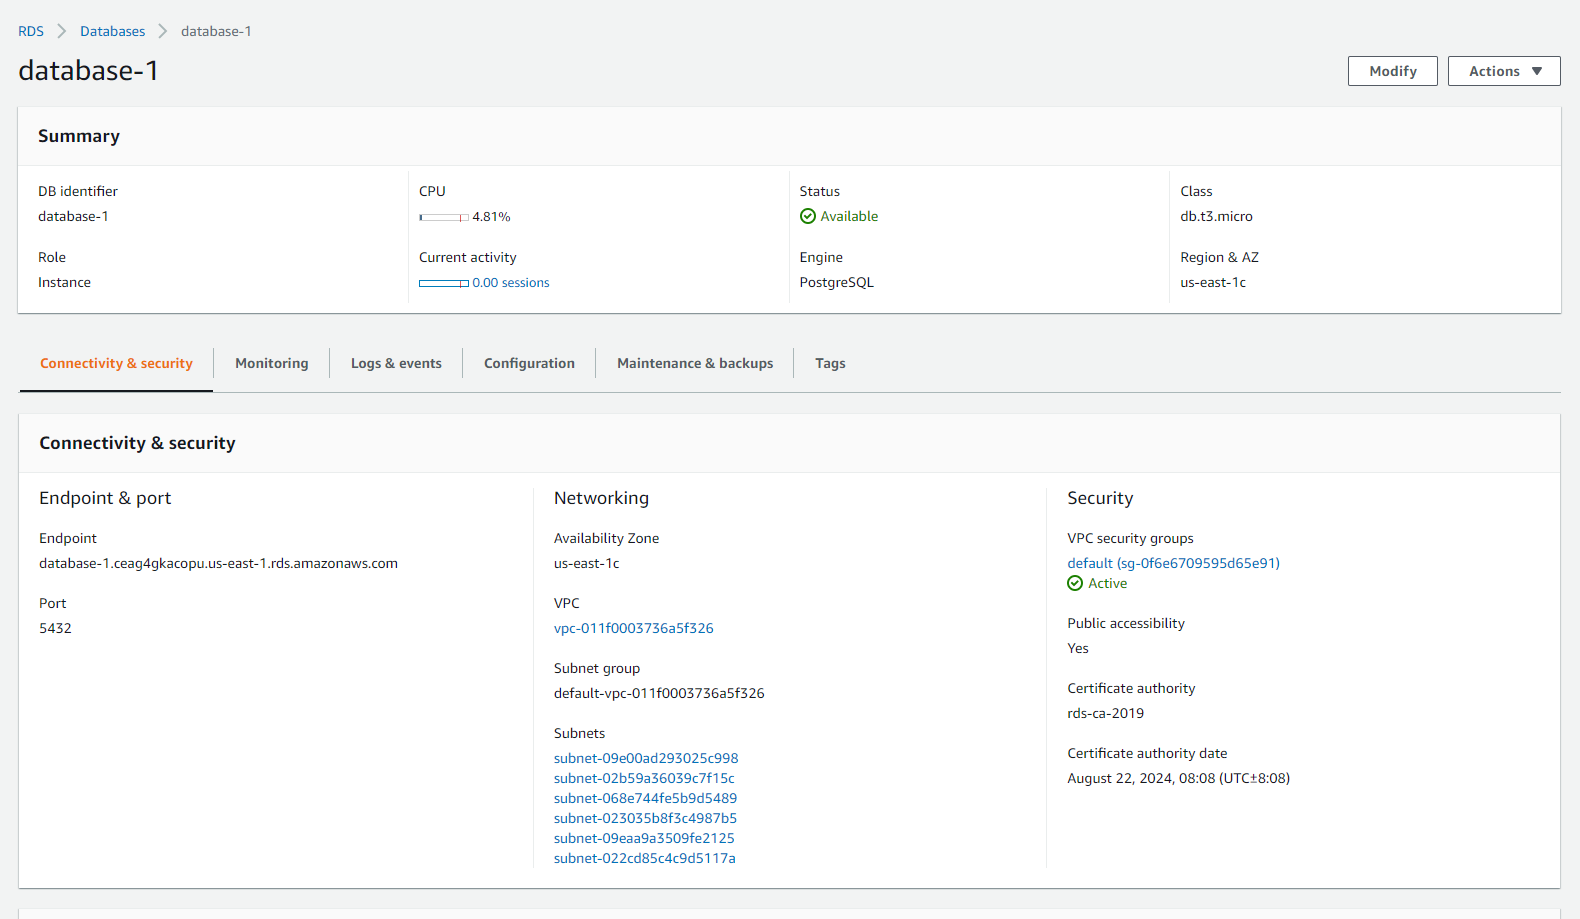 RDS > Databases > database-1
database-1
Modify
Actions ▼
Summary
DB identifier
database-1
CPU
4.81%
Status
Available
Class
db.t3.micro
Role
Instance
Current activity
0.00 sessions
Engine
PostgreSQL
Region & AZ
us-east-1c
Connectivity & security
Monitoring
Logs & events
Configuration
Maintenance & backups
Tags
Connectivity & security
Endpoint & port
Endpoint
database-1.ceag4gkacopu.us-east-1.rds.amazonaws.com
Port
5432
Networking
Availability Zone
us-east-1c
VPC
vpc-011f0003736a5f326
Subnet group
default-vpc-011f0003736a5f326
Subnets
subnet-09e00ad293025c998
subnet-02b59a36039c7f15c
subnet-068e744fe5b9d5489
subnet-023035b8f3c4987b5
subnet-09eaa9a3509fe2125
subnet-022cd85c4c9d5117a
Security
VPC security groups
default (sg-0f6e6709595d65e91)
Active
Public accessibility
Yes
Certificate authority
rds-ca-2019
Certificate authority date
August 22, 2024, 08:08 (UTC±8:08)